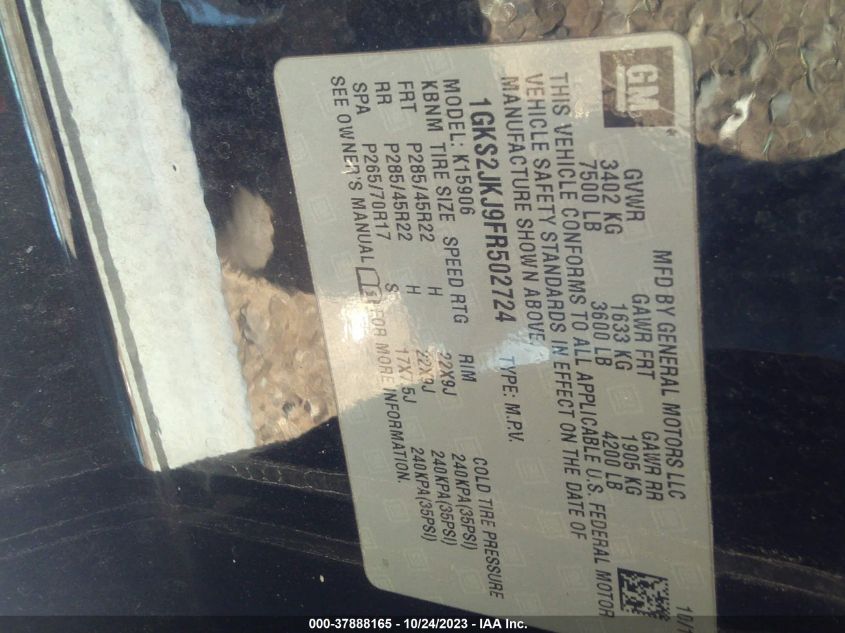 GM
MFD BY GENERAL MOTORS LLC
10/1
GVWR GAWR FRT GAWR RR
3402 KG 1633 KG 1905 KG
7500 LB 3600 LB 4200 LB
THIS VEHICLE CONFORMS TO ALL APPLICABLE U.S. FEDERAL MOTOR
VEHICLE SAFETY STANDARDS IN EFFECT ON THE DATE OF
MANUFACTURE SHOWN ABOVE.
1GKS2JKJ9FR502724 TYPE: M.P.V.
MODEL: K15906
KBNM TIRE SIZE SPEED RTG RIM COLD TIRE PRESSURE
FRT P285/45R22 H 22X9J 240KPA(35PSI)
RR P285/45R22 H 22X9J 240KPA(35PSI)
SPA P265/70R17 S 17X7.5J 240KPA(35PSI)
SEE OWNER'S MANUAL FOR MORE INFORMATION.
000-37888165 - 10/24/2023 - IAA Inc.